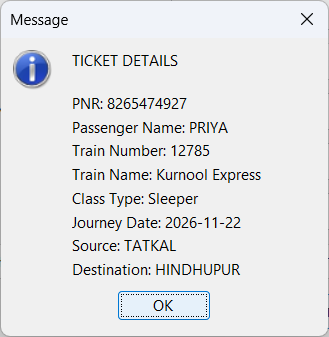 Message
TICKET DETAILS
PNR: 8265474927
Passenger Name: PRIYA
Train Number: 12785
Train Name: Kurnool Express
Class Type: Sleeper
Journey Date: 2026-11-22
Source: TATKAL
Destination: HINDHUPUR
OK